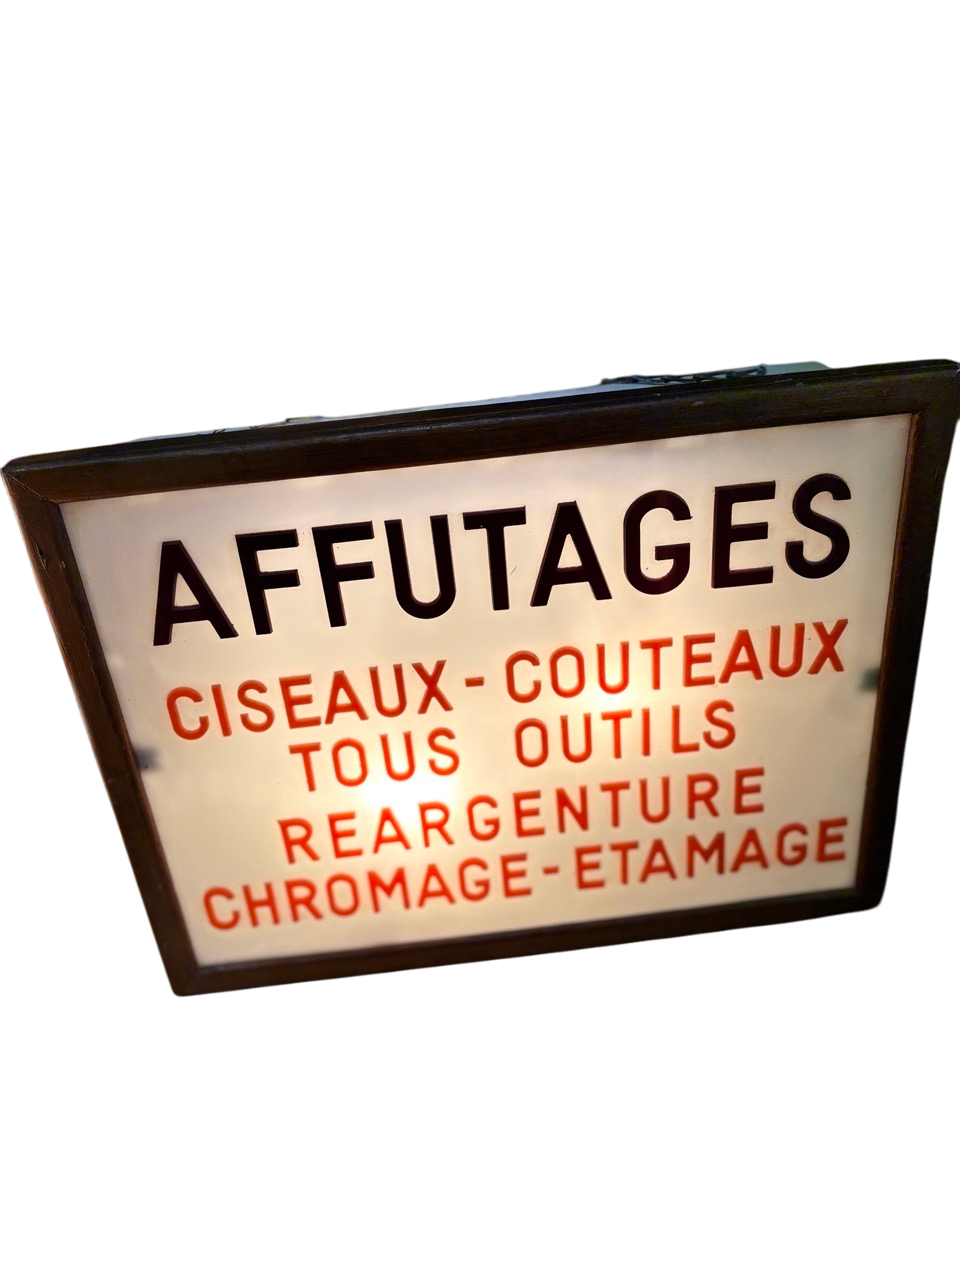 AFFUTAGES
CISEAUX - COUTEAUX
TOUS OUTILS
REARGENTURE
CHROMAGE - ETAMAGE